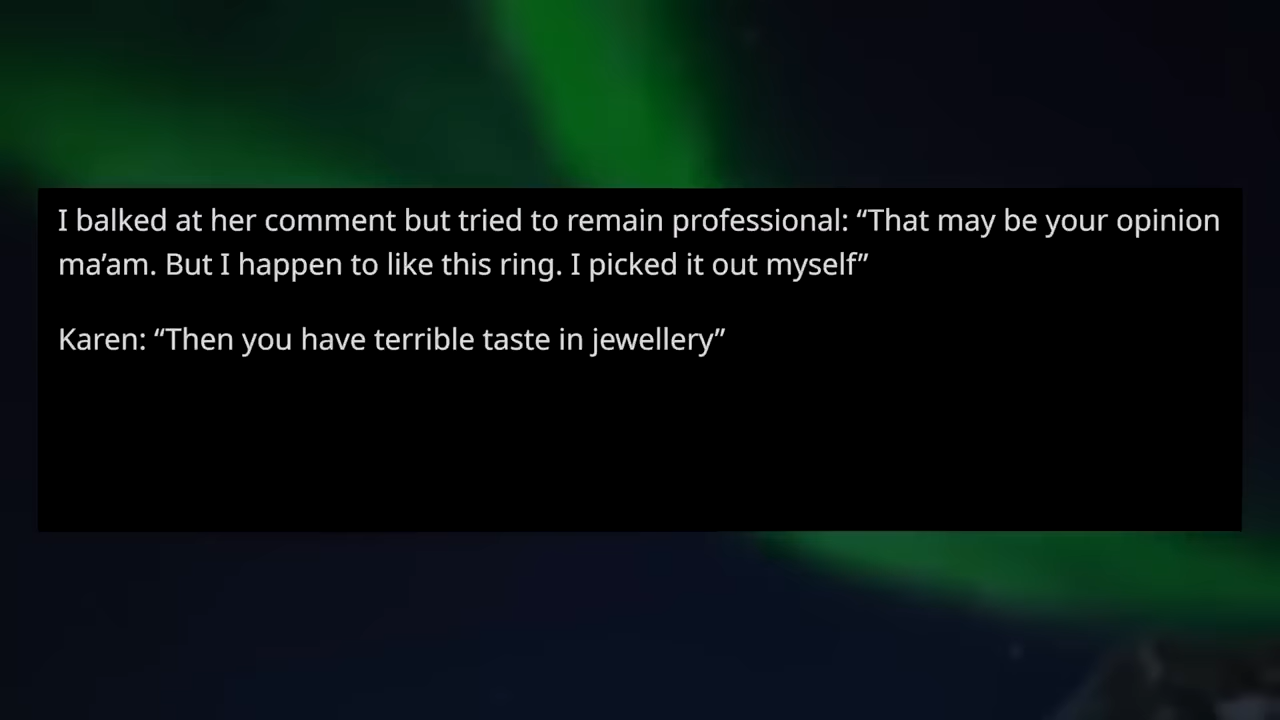 I balked at her comment but tried to remain professional: “That may be your opinion
ma’am. But I happen to like this ring. I picked it out myself”
Karen: “Then you have terrible taste in jewellery”